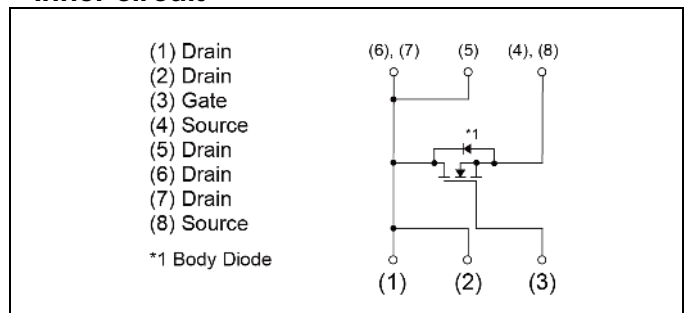 Inner circuit
(1) Drain
(2) Drain
(3) Gate
(4) Source
(5) Drain
(6) Drain
(7) Drain
(8) Source
*1 Body Diode
(6), (7) (5) (4), (8)
*1
(1) (2) (3)